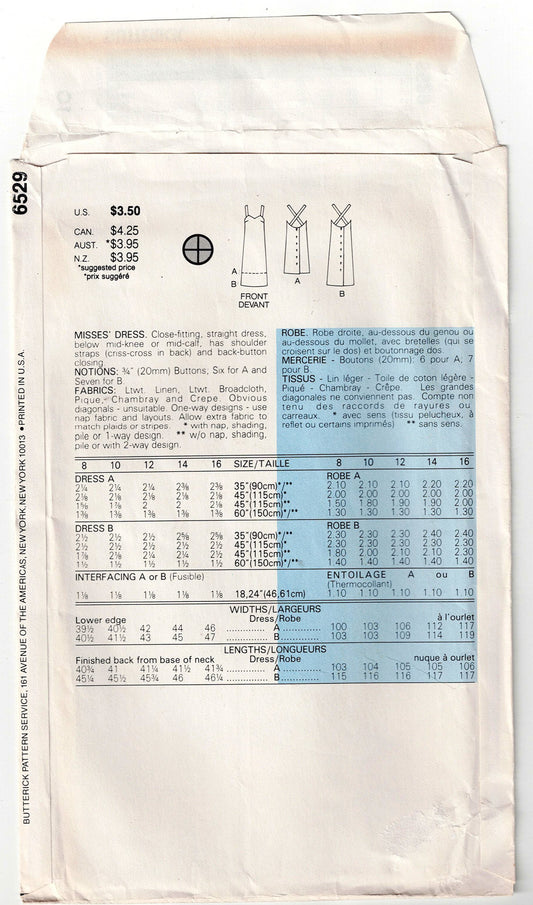 6529
BUTTERICK PATTERN SERVICE, 161 AVENUE OF THE AMERICAS, NEW YORK, NEW YORK 10013 • PRINTED IN U.S.A.
U.S. $3.50
CAN. $4.25
AUST. *$3.95
N.Z. $3.95
*suggested price
*prix suggéré
A
B
FRONT
DEVANT
A
B
MISSES' DRESS. Close-fitting, straight dress,
below mid-knee or mid-calf, has shoulder
straps (criss-cross in back) and back-button
closing.
NOTIONS: ¾" (20mm) Buttons; Six for A and
Seven for B.
FABRICS: Ltwt. Linen, Ltwt. Broadcloth,
Pique, Chambray and Crepe. Obvious
diagonals - unsuitable. One-way designs - use
nap fabric and layouts. Allow extra fabric to
match plaids or stripes. * with nap, shading,
pile or 1-way design. ** w/o nap, shading,
pile or with 2-way design.
ROBE. Robe droite, au-dessous du genou ou
au-dessous du mollet, avec bretelles (qui se
croisent sur le dos) et boutonnage dos.
MERCERIE - Boutons (20mm): 6 pour A, 7
pour B.
TISSUS - Lin léger - Toile de coton légère -
Piqué - Chambray - Crêpe. Les grandes
diagonales ne conviennent pas. Compte non
tenu des raccords de rayures ou
carreaux. * avec sens (tissu pelucheux, à
reflet ou certains imprimés) ** sans sens.
8 10 12 14 16 SIZE/TAILLE 8 10 12 14 16
DRESS A ROBE A
2¼ 2¼ 2¼ 2⅜ 2⅜ 35"(90cm)*/** 2.10 2.10 2.10 2.20 2.20
2⅛ 2⅛ 2⅛ 2⅛ 2⅛ 45"(115cm)* 2.00 2.00 2.00 2.00 2.00
1⅝ 1⅞ 2 2 2⅛ 45"(115cm)** 1.50 1.80 1.90 1.90 2.00
1⅜ 1⅜ 1⅜ 1⅜ 1⅜ 60"(150cm)*/** 1.30 1.30 1.30 1.30 1.30
DRESS B ROBE B
2½ 2½ 2½ 2⅝ 2⅝ 35"(90cm)*/** 2.30 2.30 2.30 2.40 2.40
2½ 2½ 2½ 2½ 2½ 45"(115cm)* 2.30 2.30 2.30 2.30 2.30
1⅞ 2⅛ 2¼ 2¼ 2½ 45"(115cm)** 1.80 2.00 2.10 2.10 2.30
1½ 1½ 1½ 1½ 1½ 60"(150cm)*/** 1.40 1.40 1.40 1.40 1.40
INTERFACING A or B (Fusible) ENTOILAGE A ou B
(Thermocollant)
1⅛ 1⅛ 1⅛ 1⅛ 1⅛ 18,24"(46,61cm) 1.10 1.10 1.10 1.10 1.10
WIDTHS/LARGEURS
Lower edge Dress/Robe à l'ourlet
39½ 40½ 42 44 46 ............ A ............ 100 103 106 112 117
40½ 41½ 43 45 47 ............ B ............ 103 103 109 114 119
LENGTHS/LONGUEURS
Finished back from base of neck Dress/Robe nuque à ourlet
40¾ 41 41¼ 41½ 41¾ ............ A ............ 103 104 105 105 106
45¼ 45½ 45¾ 46 46¼ ............ B ............ 115 116 116 117 117